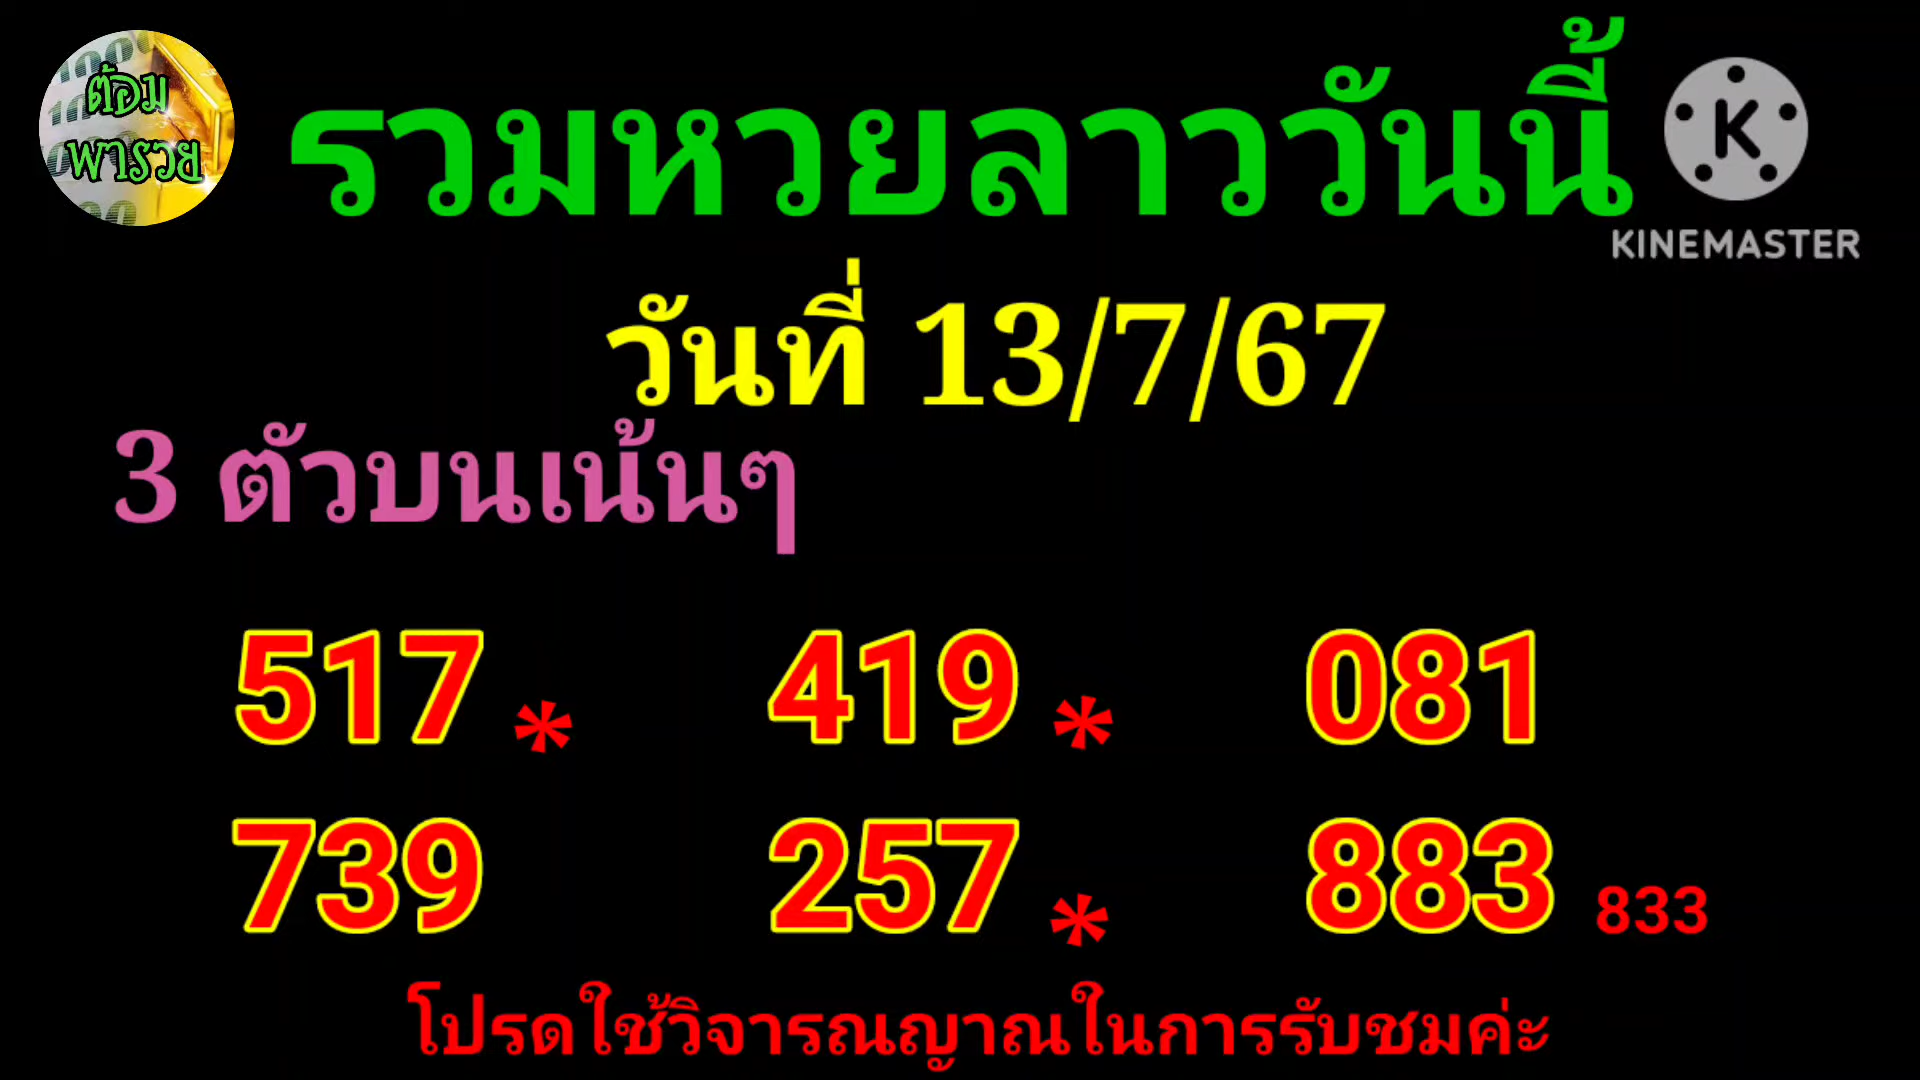 ต้อม
พารวย
รวมหวยลาววันนี้
KINEMASTER
วันที่ 13/7/67
3 ตัวบนเน้นๆ
517 * 419 * 081
739 257 * 883 833
โปรดใช้วิจารณญาณในการรับชมค่ะ